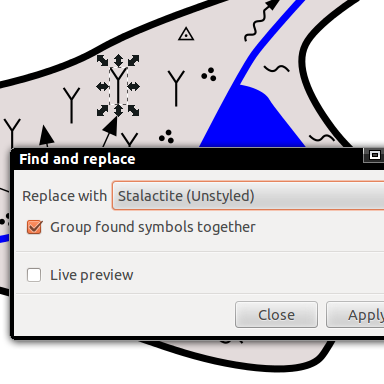 Find and replace
Replace with Stalactite (Unstyled)
Group found symbols together
Live preview
Close Apply